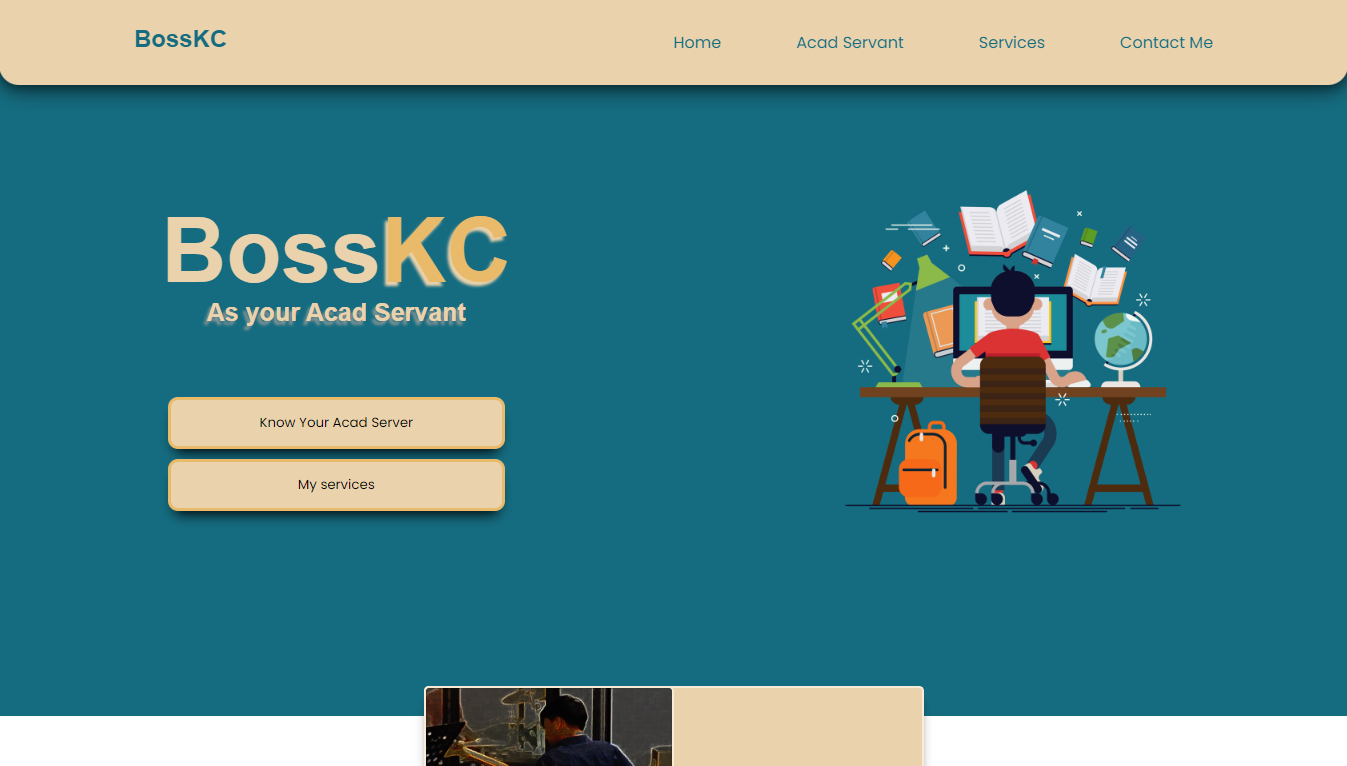 BossKC
Home
Acad Servant
Services
Contact Me
BossKC
As your Acad Servant
Know Your Acad Server
My services